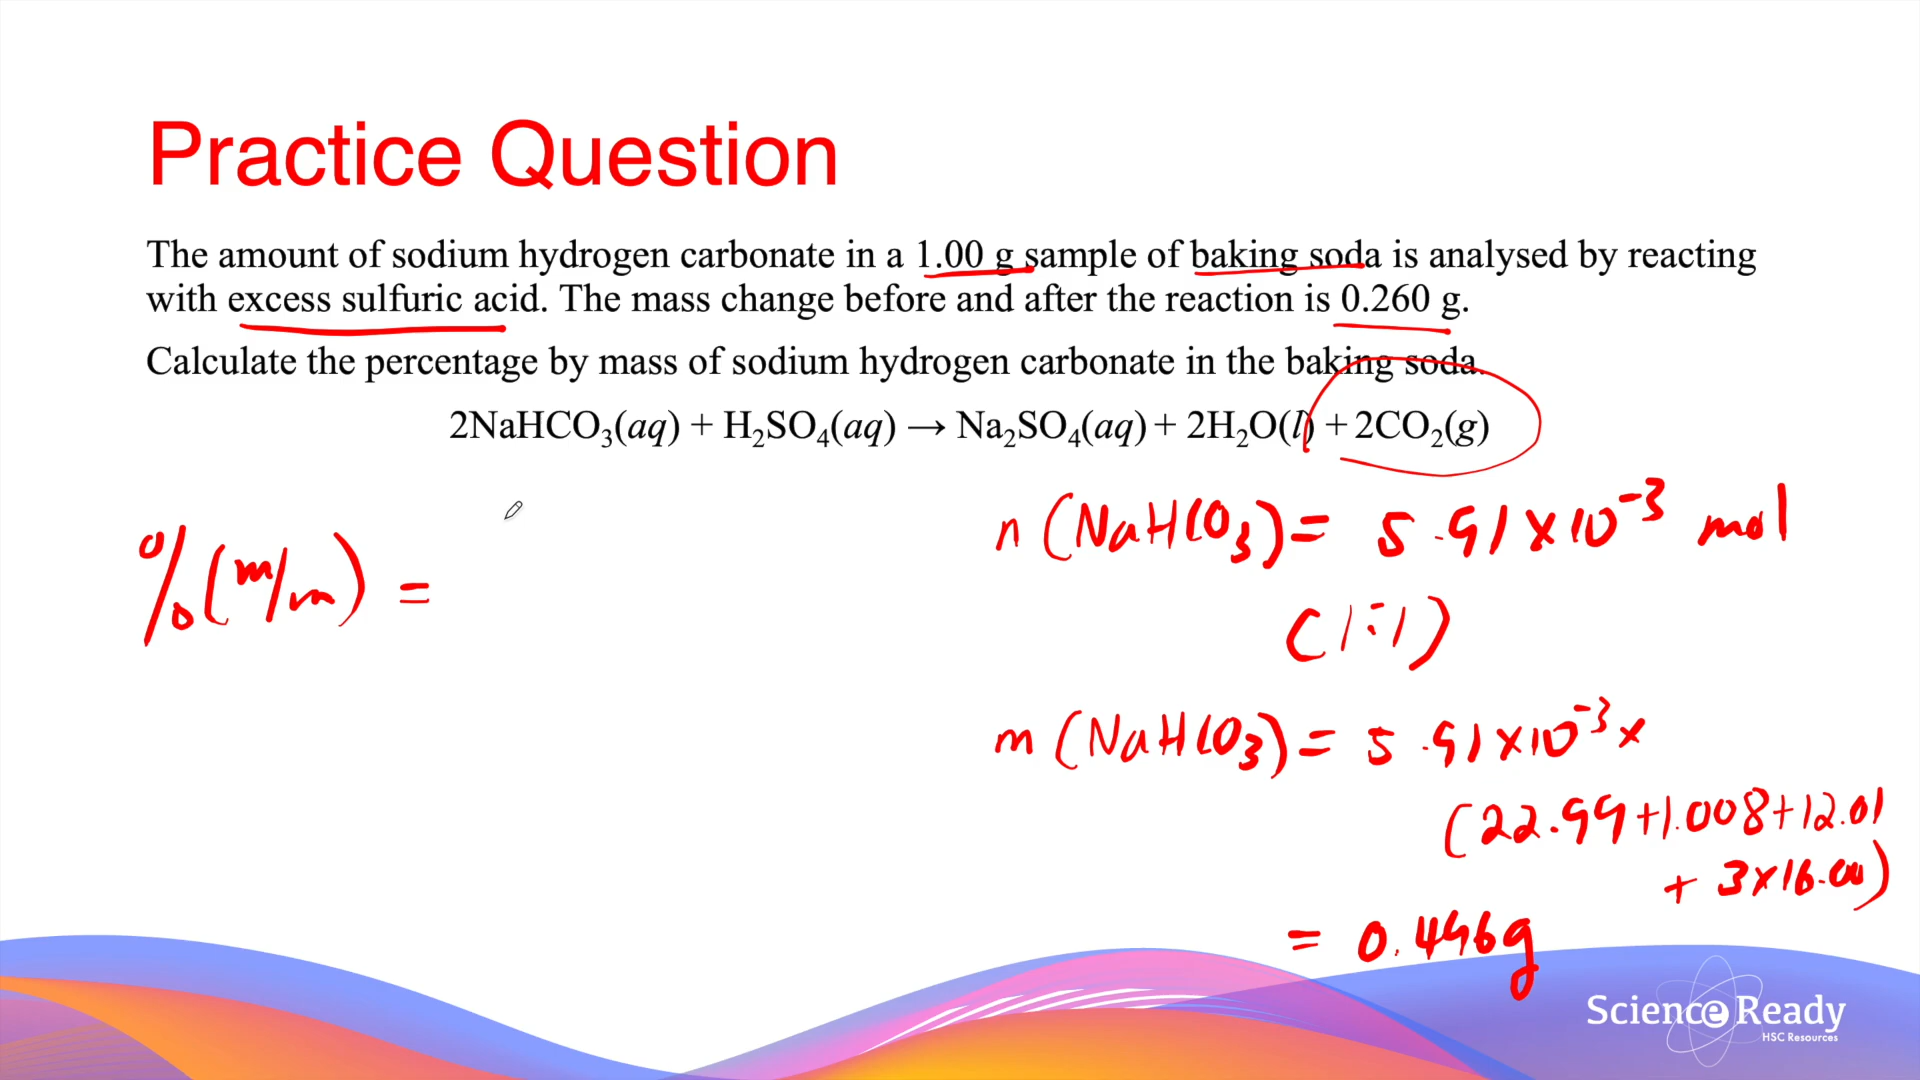 Practice Question
The amount of sodium hydrogen carbonate in a 1.00 g sample of baking soda is analysed by reacting
with excess sulfuric acid. The mass change before and after the reaction is 0.260 g.
Calculate the percentage by mass of sodium hydrogen carbonate in the baking soda.
2NaHCO₃(aq) + H₂SO₄(aq) → Na₂SO₄(aq) + 2H₂O(l) + 2CO₂(g)
%(m/m) =
n(NaHCO₃) = 5.91×10⁻³ mol
(1:1)
m(NaHCO₃) = 5.91×10⁻³ ×
(22.99+1.008+12.01
+ 3×16.00)
= 0.496g
Science Ready
HSC Resources